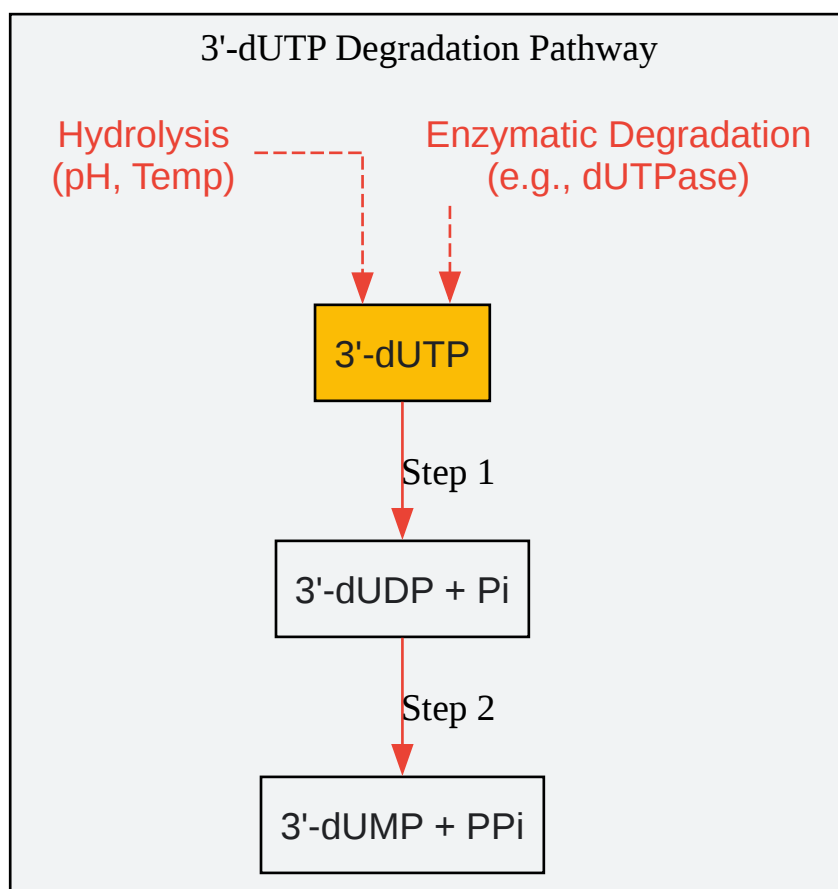 3'-dUTP Degradation Pathway
Hydrolysis
(pH, Temp)
Enzymatic Degradation
(e.g., dUTPase)
3'-dUTP
Step 1
3'-dUDP + Pi
Step 2
3'-dUMP + PPi